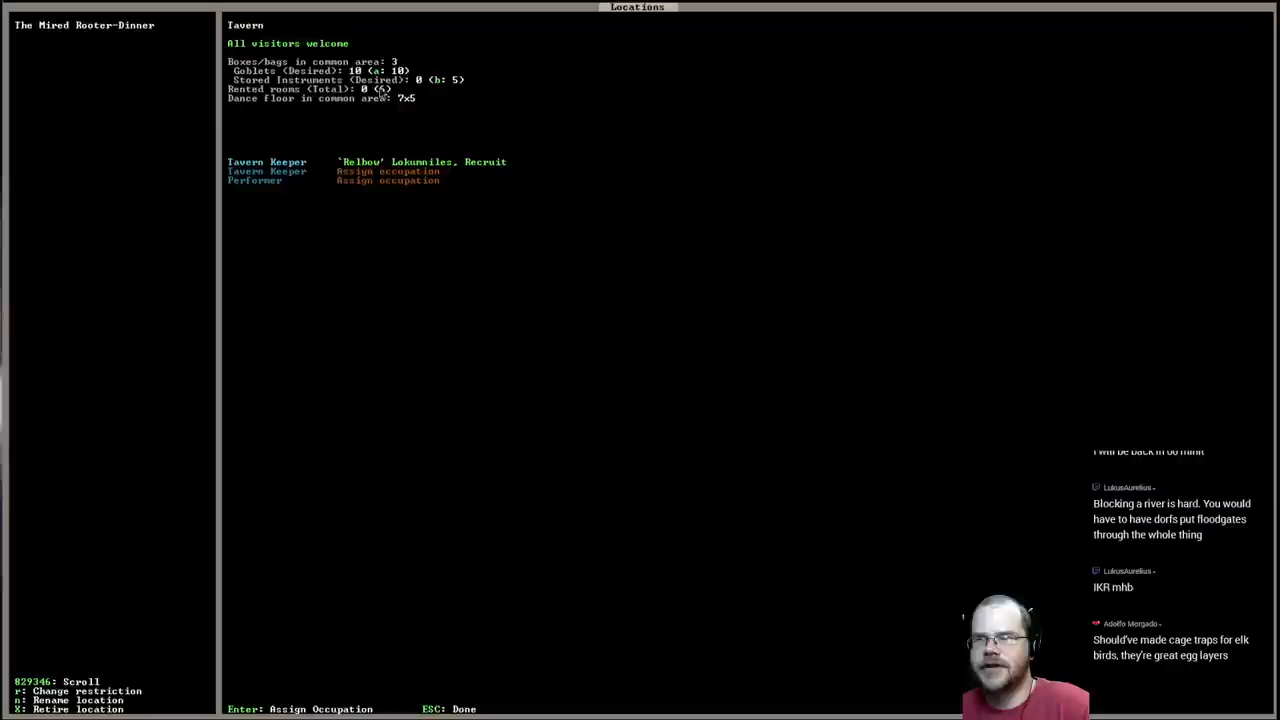 Locations
The Mired Rooter-Dinner
Tavern
All visitors welcome
Boxes/bags in common area: 3
Goblets (Desired): 10 (a: 10)
Stored Instruments (Desired): 0 (b: 5)
Rented rooms (Total): 0 (6)
Dance floor in common area: 7x5
Tavern Keeper `Relbow' Lokumniles, Recruit
Tavern Keeper Assign occupation
Performer Assign occupation
829346: Scroll
r: Change restriction
n: Rename location
X: Retire location
Enter: Assign Occupation ESC: Done
LukusAurelius
Blocking a river is hard. You would
have to have dorfs put floodgates
through the whole thing
LukusAurelius
IKR mhb
Adolfo Morgado
Should've made cage traps for elk
birds, they're great egg layers